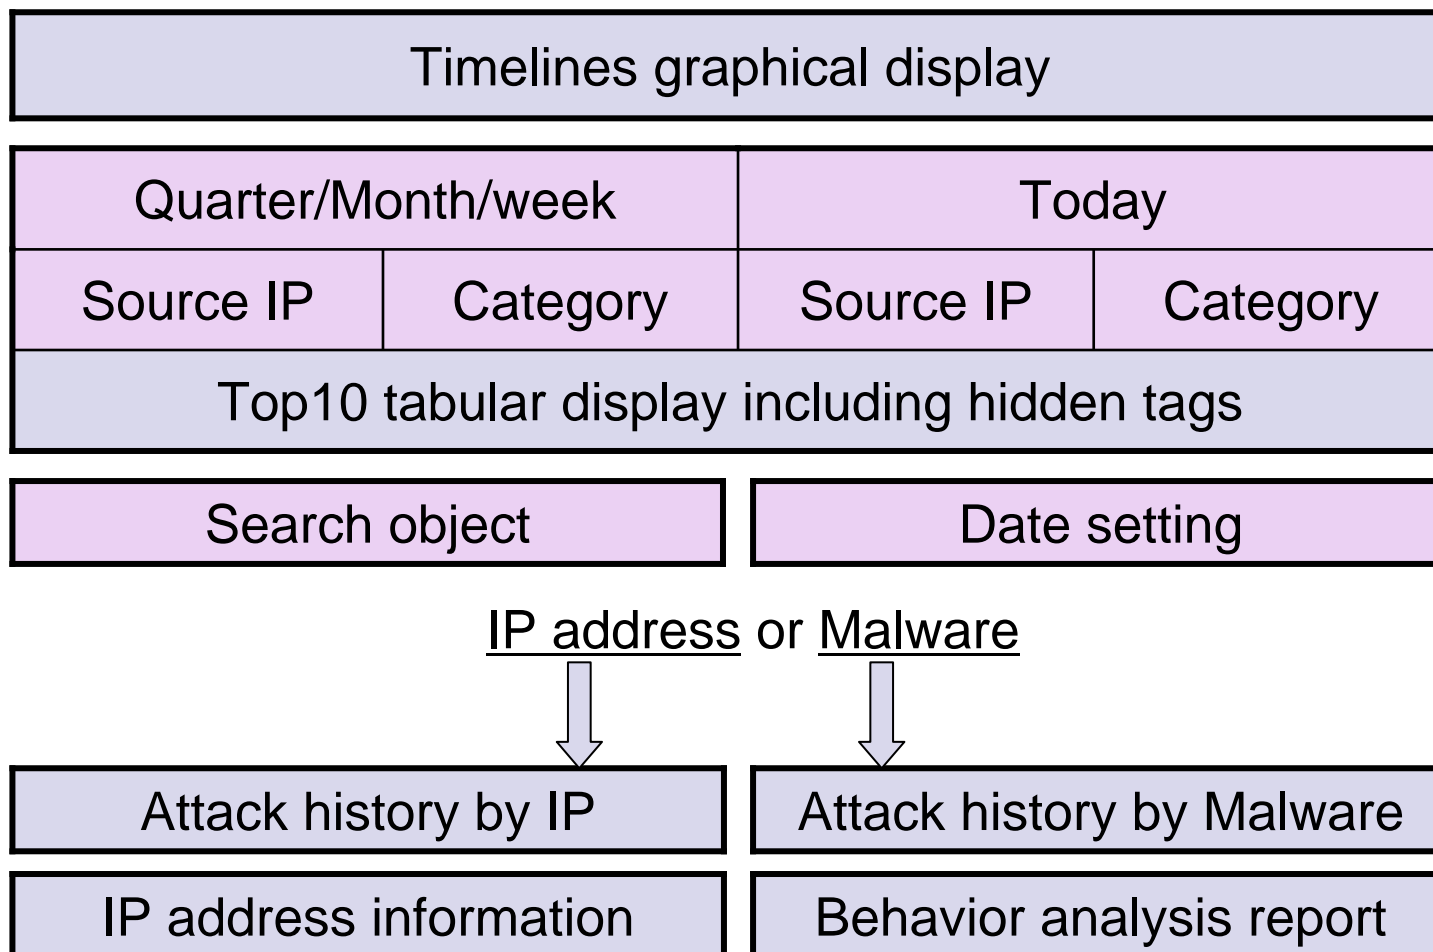 Timelines graphical display
Quarter/Month/week Today
Source IP Category Source IP Category
Top10 tabular display including hidden tags
Search object Date setting
IP address or Malware
Attack history by IP Attack history by Malware
IP address information Behavior analysis report